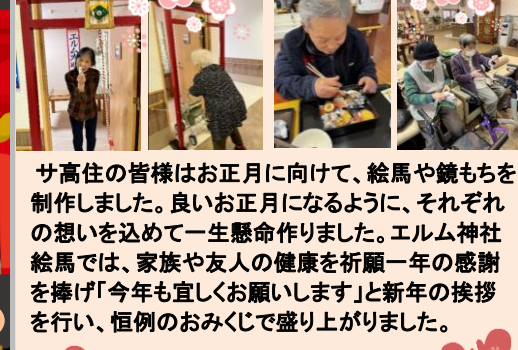 サ高住の皆様はお正月に向けて、絵馬や鏡もちを
制作しました。良いお正月になるように、それぞれ
の想いを込めて一生懸命作りました。エルム神社
絵馬では、家族や友人の健康を祈願一年の感謝
を捧げ「今年も宜しくお願いします」と新年の挨拶
を行い、恒例のおみくじで盛り上がりました。